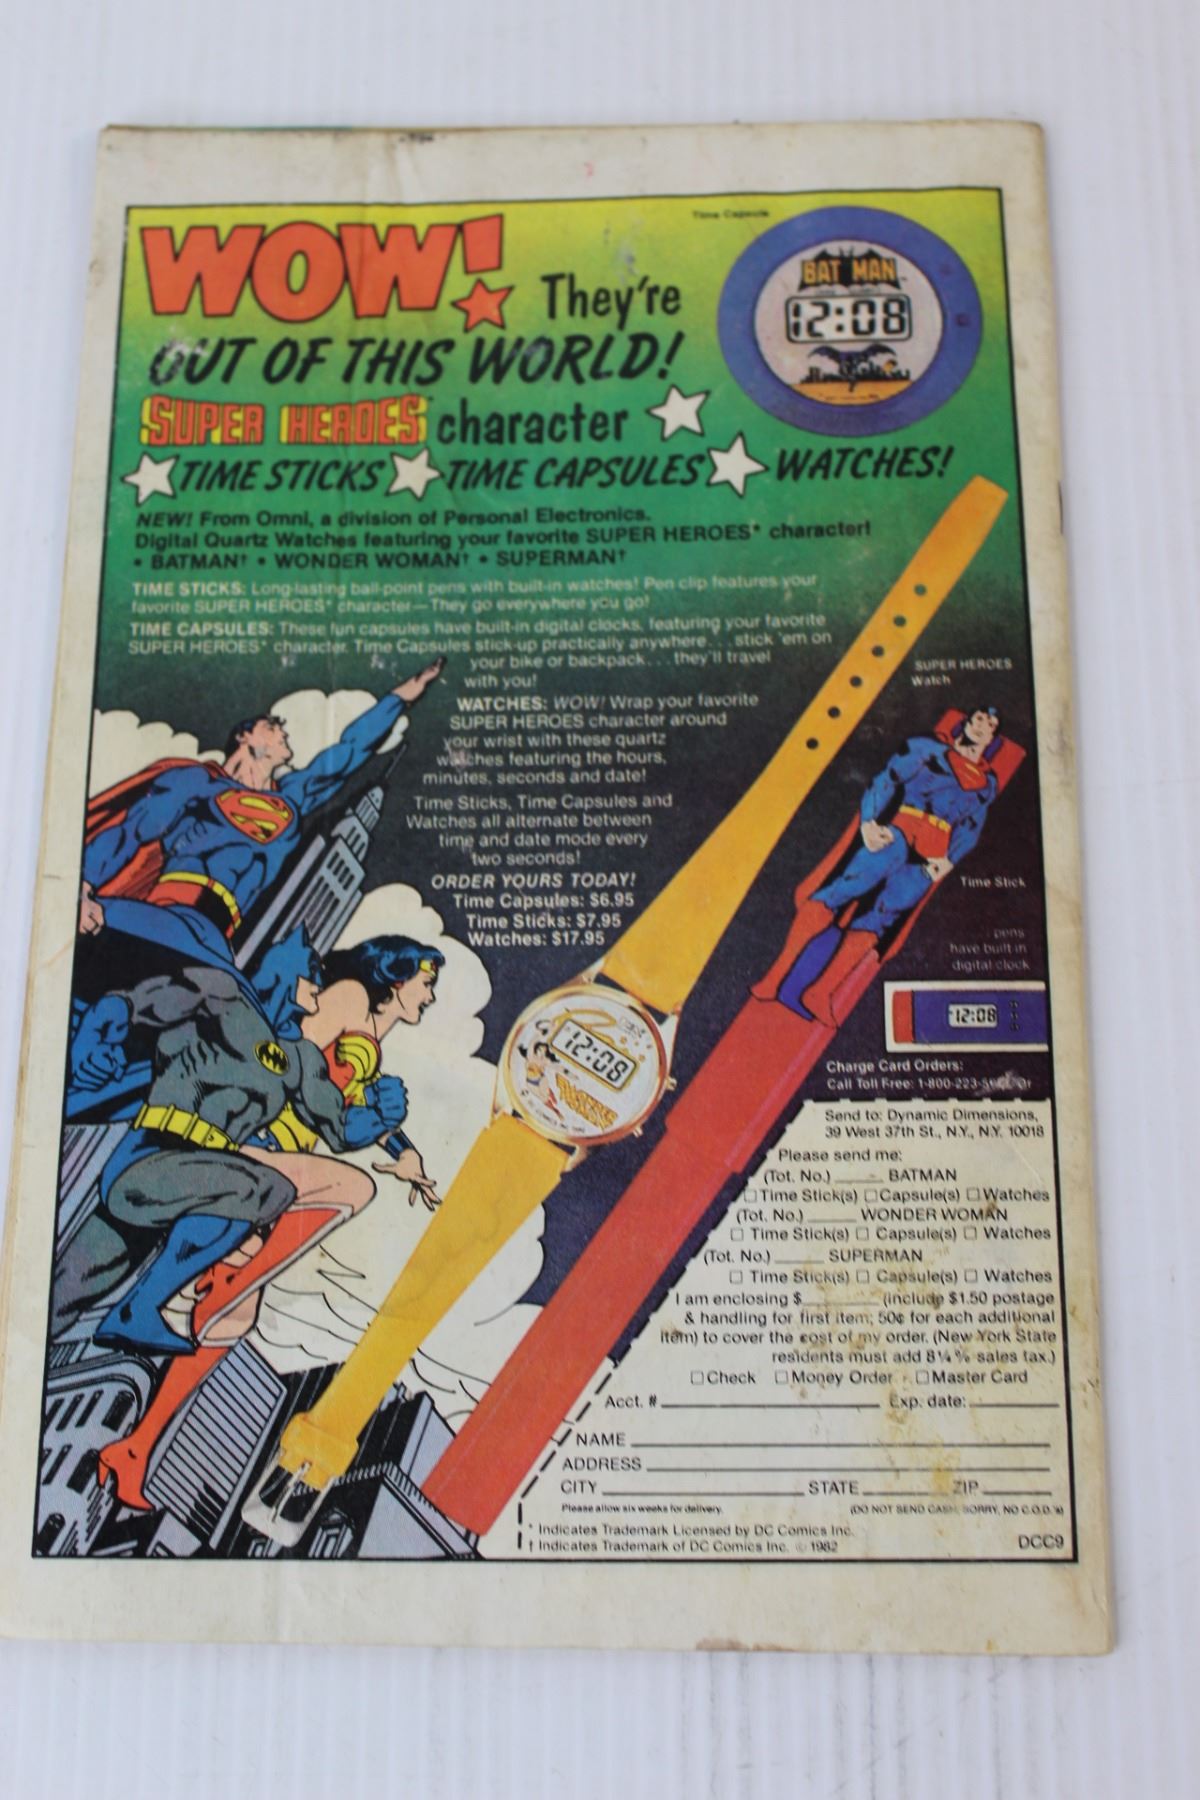 WOW!
Time Capsule
BATMAN
12:08
They're
OUT OF THIS WORLD!
SUPER HEROES™ character
TIME STICKS TIME CAPSULES WATCHES!
NEW! From Omni, a division of Personal Electronics.
Digital Quartz Watches featuring your favorite SUPER HEROES* character!
• BATMAN† • WONDER WOMAN† • SUPERMAN†
TIME STICKS: Long-lasting ball-point pens with built-in watches! Pen clip features your
favorite SUPER HEROES* character—They go everywhere you go!
TIME CAPSULES: These fun capsules have built-in digital clocks, featuring your favorite
SUPER HEROES* character. Time Capsules stick-up practically anywhere...stick 'em on
your bike or backpack...they'll travel
with you!
WATCHES: WOW! Wrap your favorite
SUPER HEROES character around
your wrist with these quartz
watches featuring the hours,
minutes, seconds and date!
Time Sticks, Time Capsules and
Watches all alternate between
time and date mode every
two seconds!
ORDER YOURS TODAY!
Time Capsules: $6.95
Time Sticks: $7.95
Watches: $17.95
SUPER HEROES
Watch
Time Stick
pens
have built in
digital clock
12:08
12:08
WONDER WOMAN
Charge Card Orders:
Call Toll Free: 1-800-223-
Send to: Dynamic Dimensions,
39 West 37th St., N.Y., N.Y. 10018
Please send me:
(Tot. No.) ______ BATMAN
☐ Time Stick(s) ☐ Capsule(s) ☐ Watches
(Tot. No.) ______ WONDER WOMAN
☐ Time Stick(s) ☐ Capsule(s) ☐ Watches
(Tot. No.) ______ SUPERMAN
☐ Time Stick(s) ☐ Capsule(s) ☐ Watches
I am enclosing $________ (include $1.50 postage
& handling for first item; 50¢ for each additional
item) to cover the cost of my order. (New York State
residents must add 8¼% sales tax.)
☐ Check ☐ Money Order ☐ Master Card
Acct. # ________ Exp. date: ________
NAME ________
ADDRESS ________
CITY ________ STATE ________ ZIP ________
Please allow six weeks for delivery. (DO NOT SEND CASH, SORRY, NO C.O.D.'s)
* Indicates Trademark Licensed by DC Comics Inc.
† Indicates Trademark of DC Comics Inc. © 1982
DCC9